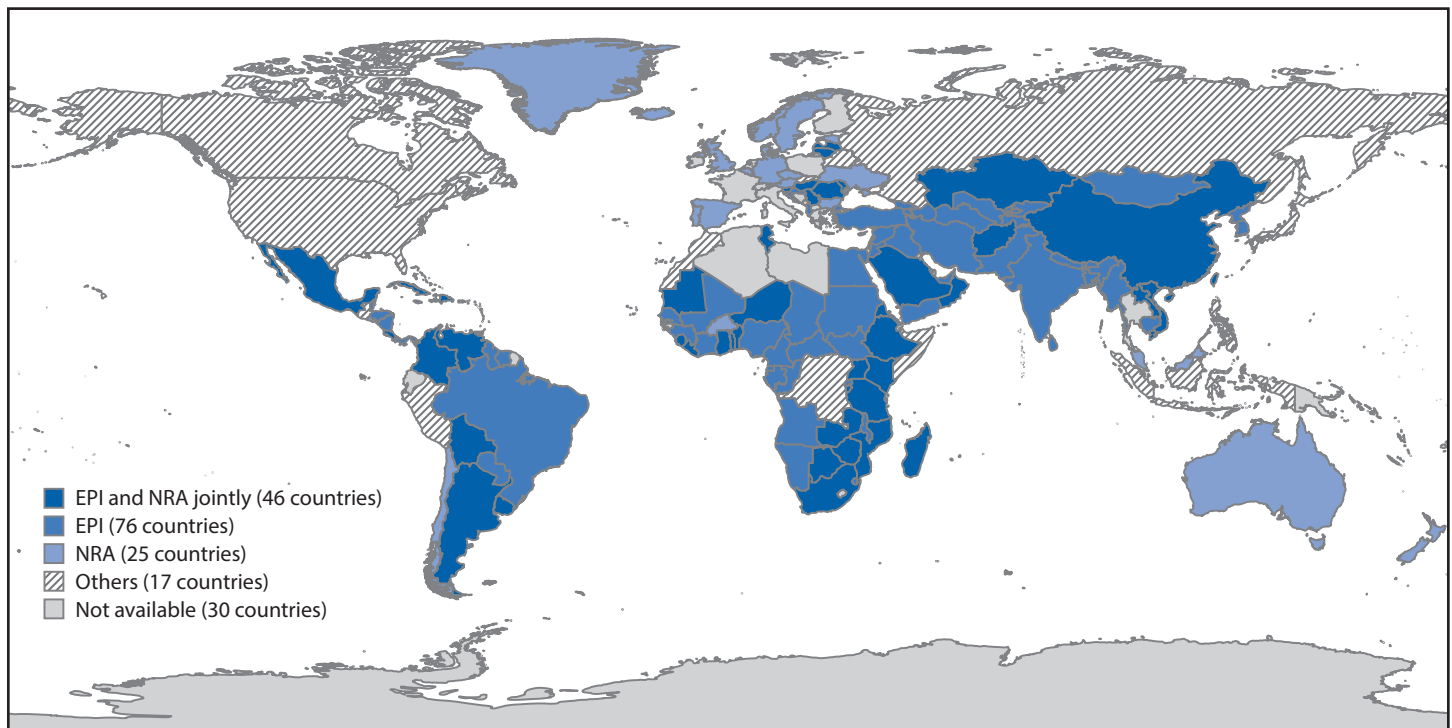 EPI and NRA jointly (46 countries)
EPI (76 countries)
NRA (25 countries)
Others (17 countries)
Not available (30 countries)